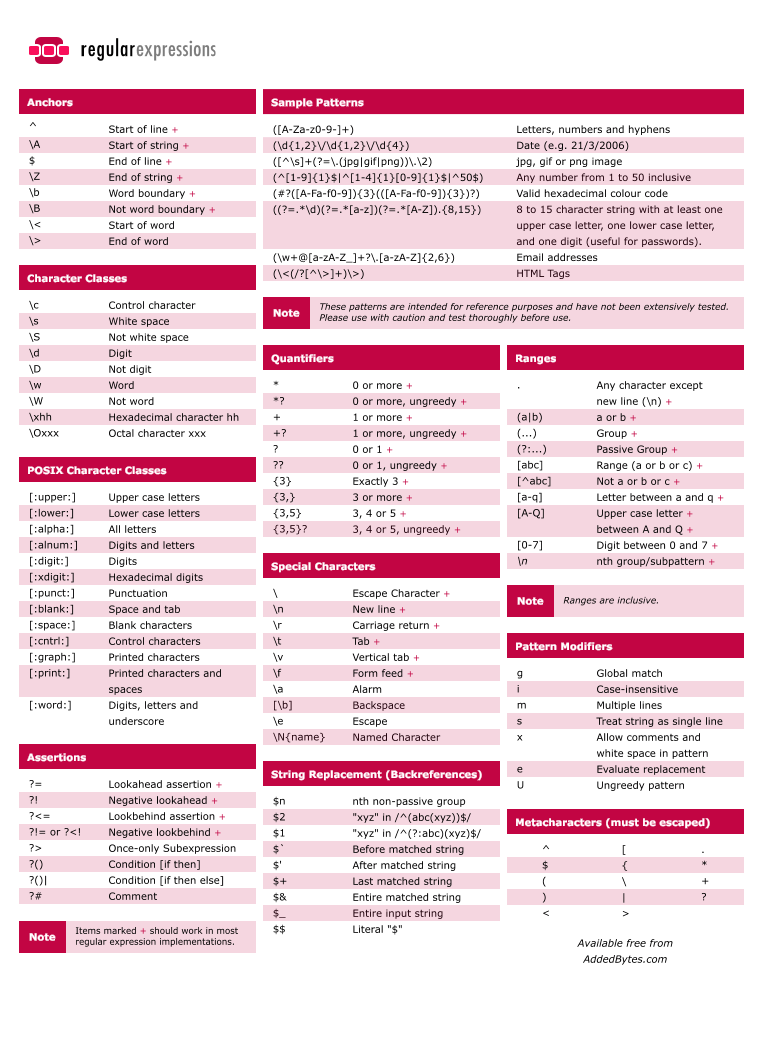 regularexpressions
Anchors
^ Start of line +
\A Start of string +
$ End of line +
\Z End of string +
\b Word boundary +
\B Not word boundary +
\< Start of word
\> End of word
Character Classes
\c Control character
\s White space
\S Not white space
\d Digit
\D Not digit
\w Word
\W Not word
\xhh Hexadecimal character hh
\Oxxx Octal character xxx
POSIX Character Classes
[:upper:] Upper case letters
[:lower:] Lower case letters
[:alpha:] All letters
[:alnum:] Digits and letters
[:digit:] Digits
[:xdigit:] Hexadecimal digits
[:punct:] Punctuation
[:blank:] Space and tab
[:space:] Blank characters
[:cntrl:] Control characters
[:graph:] Printed characters
[:print:] Printed characters and
spaces
[:word:] Digits, letters and
underscore
Assertions
?= Lookahead assertion +
?! Negative lookahead +
?<= Lookbehind assertion +
?!= or ?<! Negative lookbehind +
?> Once-only Subexpression
?() Condition [if then]
?()| Condition [if then else]
?# Comment
Note
Items marked + should work in most
regular expression implementations.
Sample Patterns
([A-Za-z0-9-]+) Letters, numbers and hyphens
(\d{1,2}\/\d{1,2}\/\d{4}) Date (e.g. 21/3/2006)
([^\s]+(?=\.(jpg|gif|png))\.\2) jpg, gif or png image
(^[1-9]{1}$|^[1-4]{1}[0-9]{1}$|^50$) Any number from 1 to 50 inclusive
(#?([A-Fa-f0-9]){3}(([A-Fa-f0-9]){3})?) Valid hexadecimal colour code
((?=.*\d)(?=.*[a-z])(?=.*[A-Z]).{8,15}) 8 to 15 character string with at least one
upper case letter, one lower case letter,
and one digit (useful for passwords).
(\w+@[a-zA-Z_]+?\.[a-zA-Z]{2,6}) Email addresses
(\<(/?[^\>]+)\>) HTML Tags
Note
These patterns are intended for reference purposes and have not been extensively tested.
Please use with caution and test thoroughly before use.
Quantifiers
* 0 or more +
*? 0 or more, ungreedy +
+ 1 or more +
+? 1 or more, ungreedy +
? 0 or 1 +
?? 0 or 1, ungreedy +
{3} Exactly 3 +
{3,} 3 or more +
{3,5} 3, 4 or 5 +
{3,5}? 3, 4 or 5, ungreedy +
Special Characters
\ Escape Character +
\n New line +
\r Carriage return +
\t Tab +
\v Vertical tab +
\f Form feed +
\a Alarm
[\b] Backspace
\e Escape
\N{name} Named Character
String Replacement (Backreferences)
$n nth non-passive group
$2 "xyz" in /^(abc(xyz))$/
$1 "xyz" in /^(?:abc)(xyz)$/
$` Before matched string
$' After matched string
$+ Last matched string
$& Entire matched string
$_ Entire input string
$$ Literal "$"
Ranges
. Any character except
new line (\n) +
(a|b) a or b +
(...) Group +
(?:...) Passive Group +
[abc] Range (a or b or c) +
[^abc] Not a or b or c +
[a-q] Letter between a and q +
[A-Q] Upper case letter +
between A and Q +
[0-7] Digit between 0 and 7 +
\n nth group/subpattern +
Note
Ranges are inclusive.
Pattern Modifiers
g Global match
i Case-insensitive
m Multiple lines
s Treat string as single line
x Allow comments and
white space in pattern
e Evaluate replacement
U Ungreedy pattern
Metacharacters (must be escaped)
^ [ .
$ { *
( \ +
) | ?
< >
Available free from
AddedBytes.com